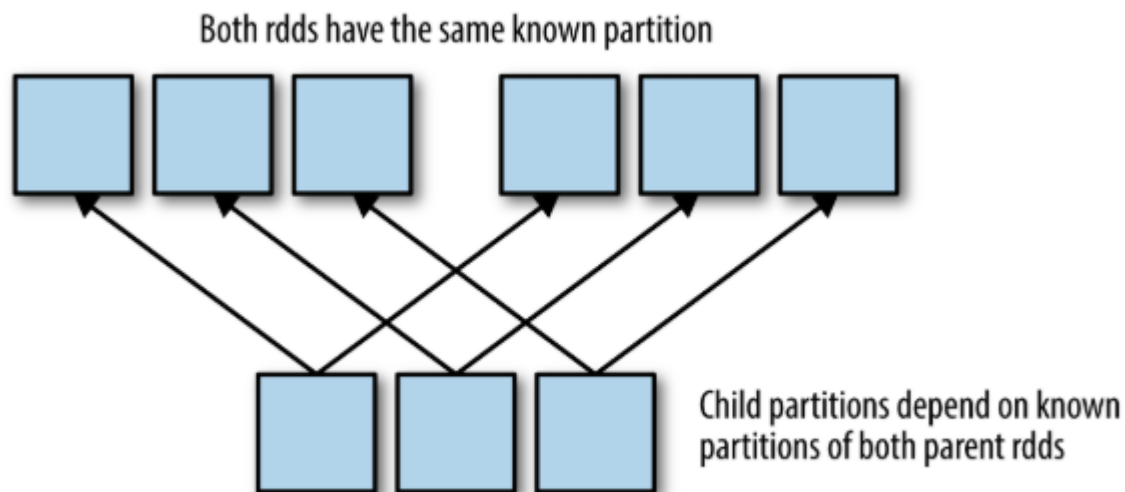 Both rdds have the same known partition
Child partitions depend on known
partitions of both parent rdds